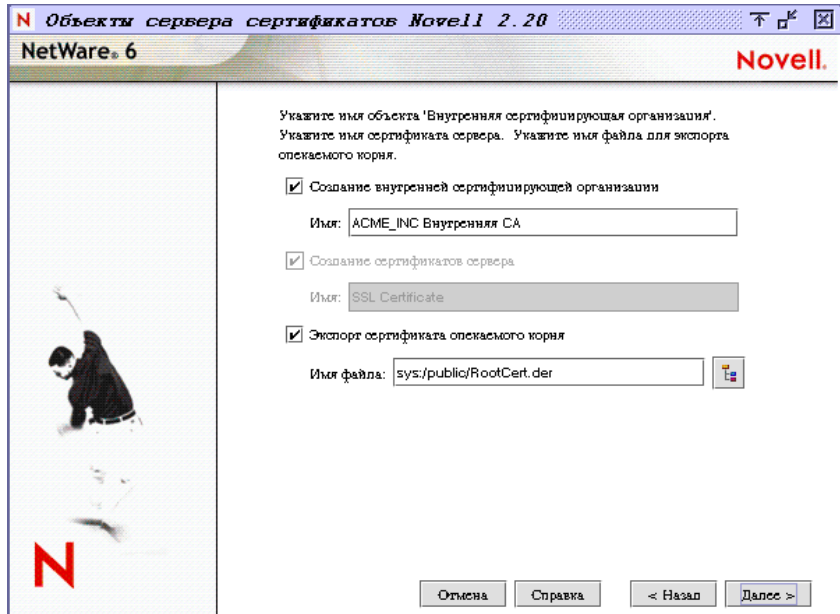 N Объекты сервера сертификатов Novell 2.20
NetWare® 6
Novell.
Укажите имя объекта 'Внутренняя сертифицирующая организация'.
Укажите имя сертификата сервера. Укажите имя файла для экспорта
опекаемого корня.
Создание внутренней сертифицирующей организации
Имя: ACME_INC Внутренняя CA
Создание сертификатов сервера
Имя: SSL Certificate
Экспорт сертификата опекаемого корня
Имя файла: sys:/public/RootCert.der
N
Отмена Справка < Назад Далее >